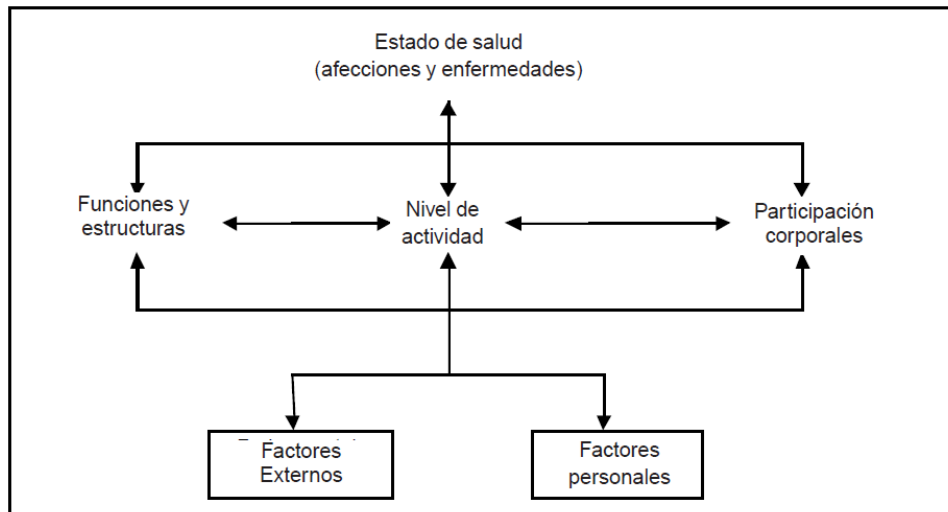 Estado de salud
(afecciones y enfermedades)
Funciones y
estructuras
Nivel de
actividad
Participación
corporales
Factores
Externos
Factores
personales